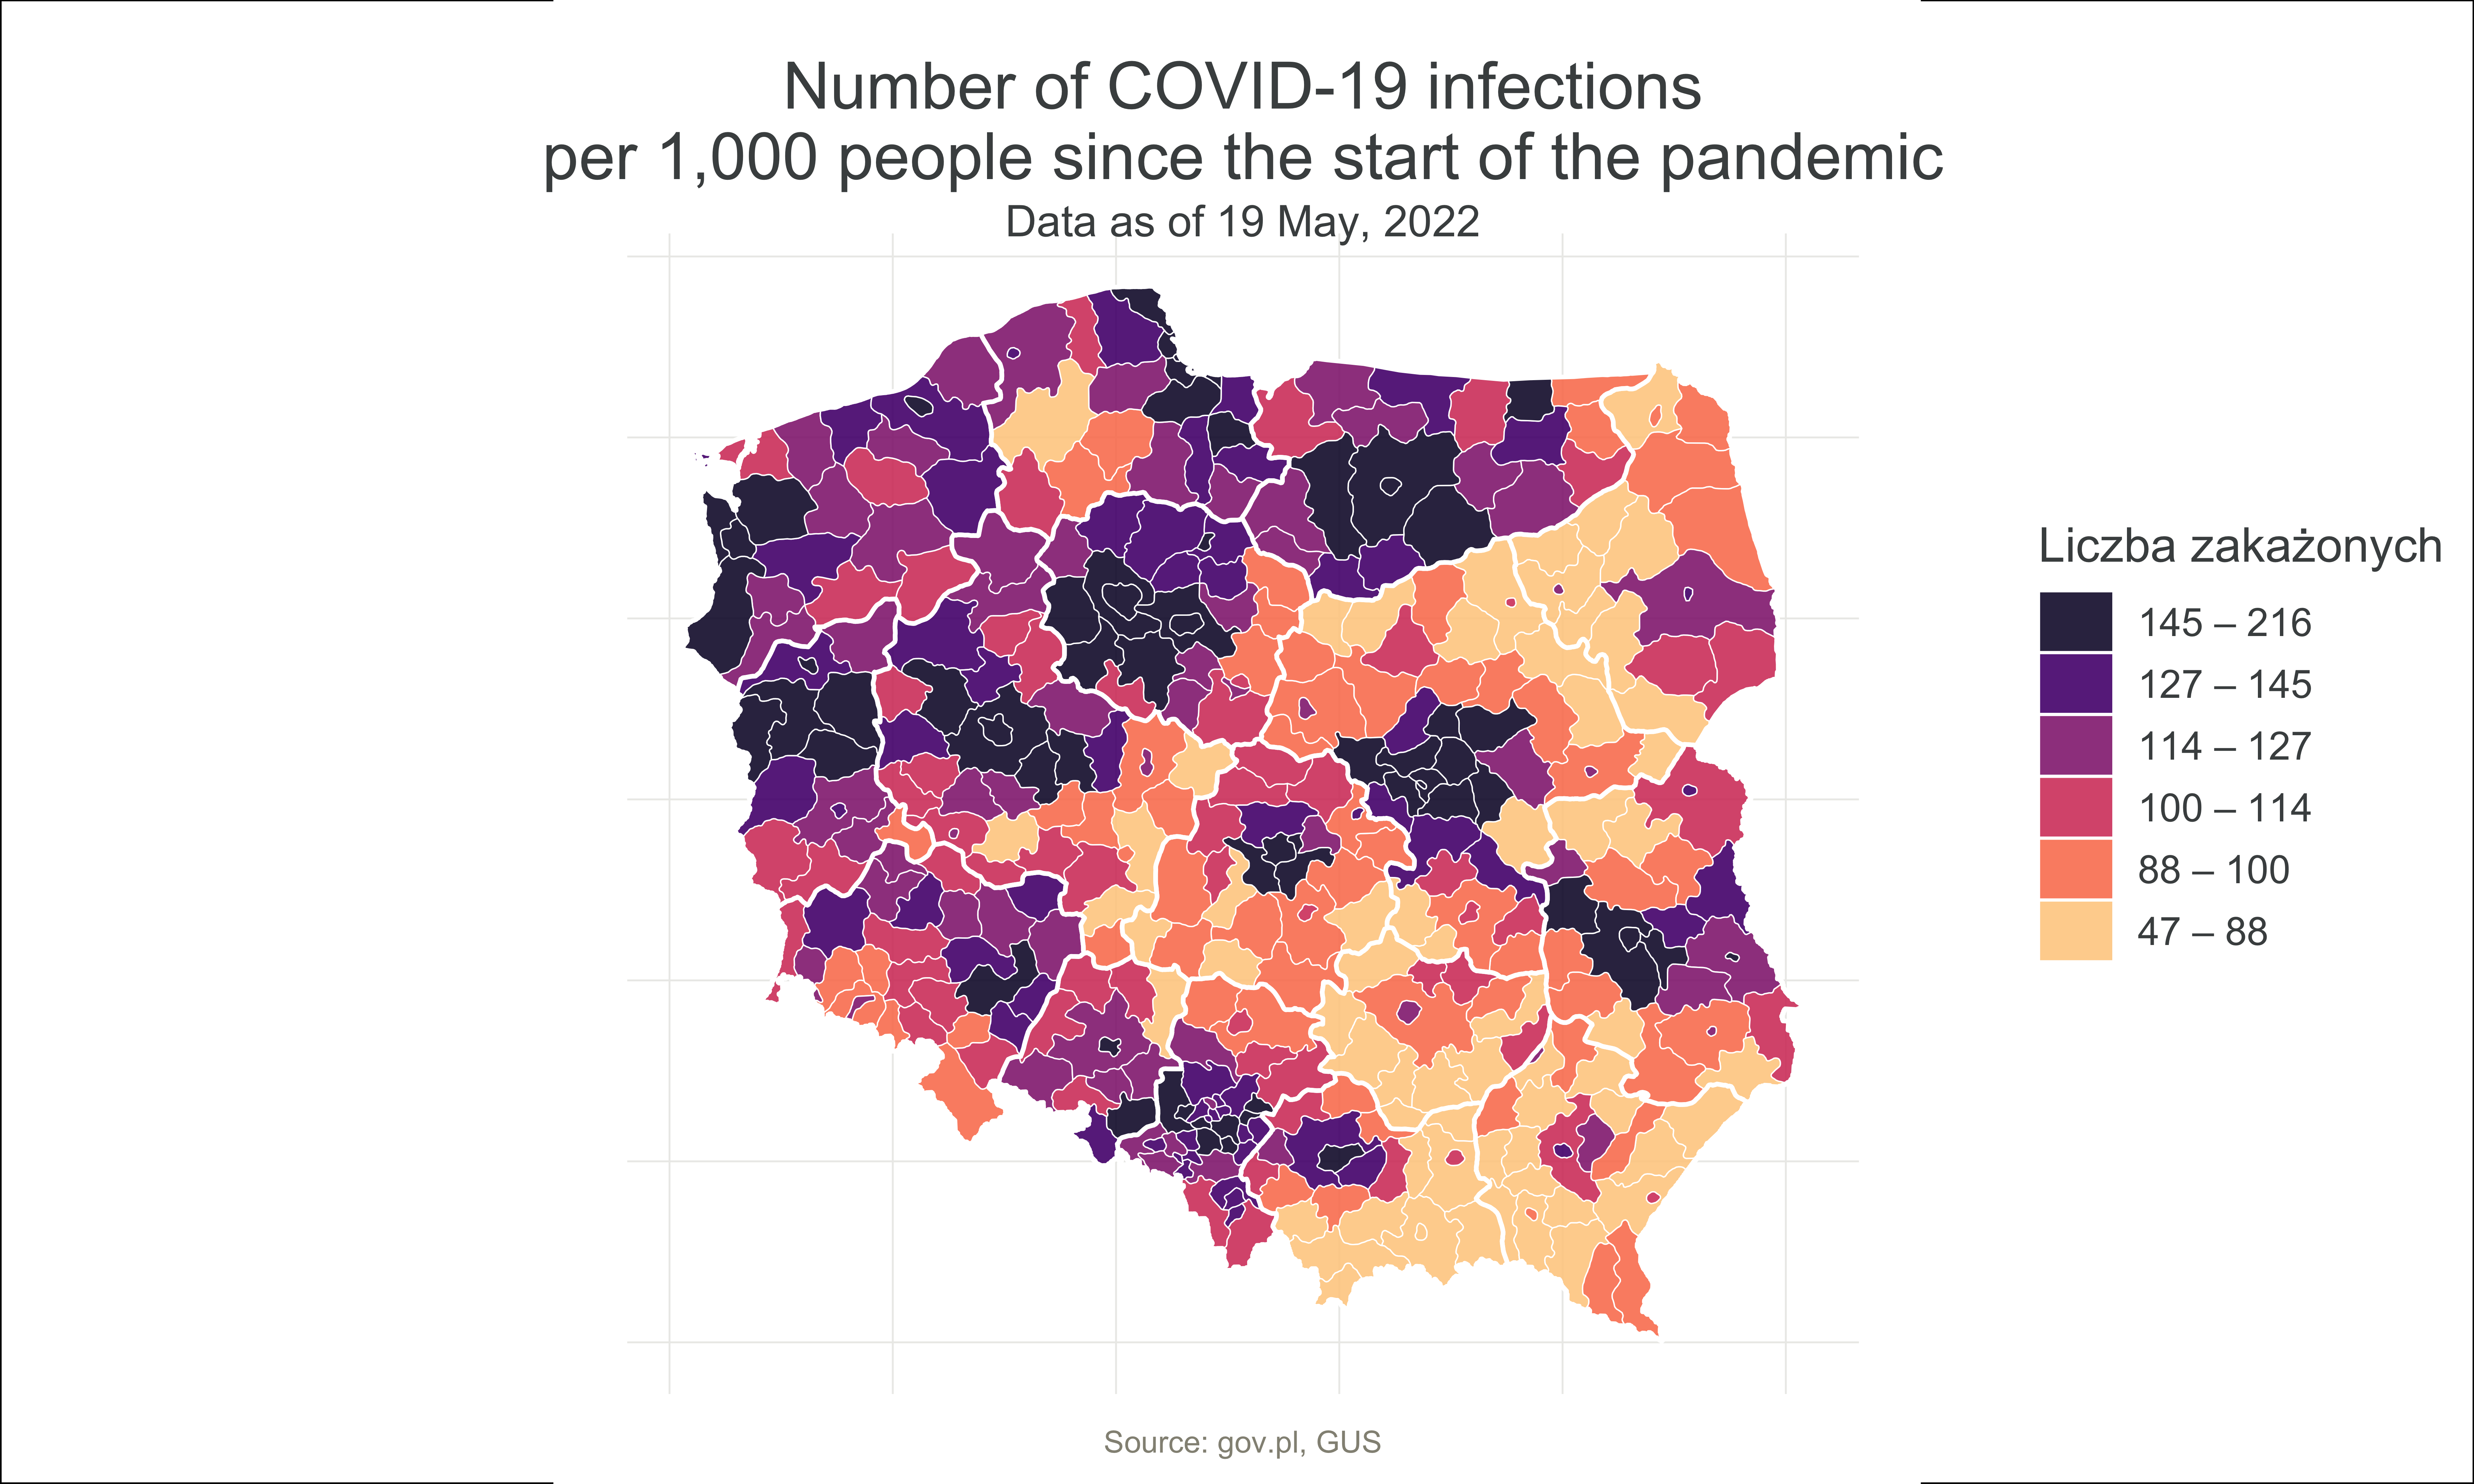 Number of COVID-19 infections
per 1,000 people since the start of the pandemic
Data as of 19 May, 2022
Liczba zakażonych
145 – 216
127 – 145
114 – 127
100 – 114
88 – 100
47 – 88
Source: gov.pl, GUS